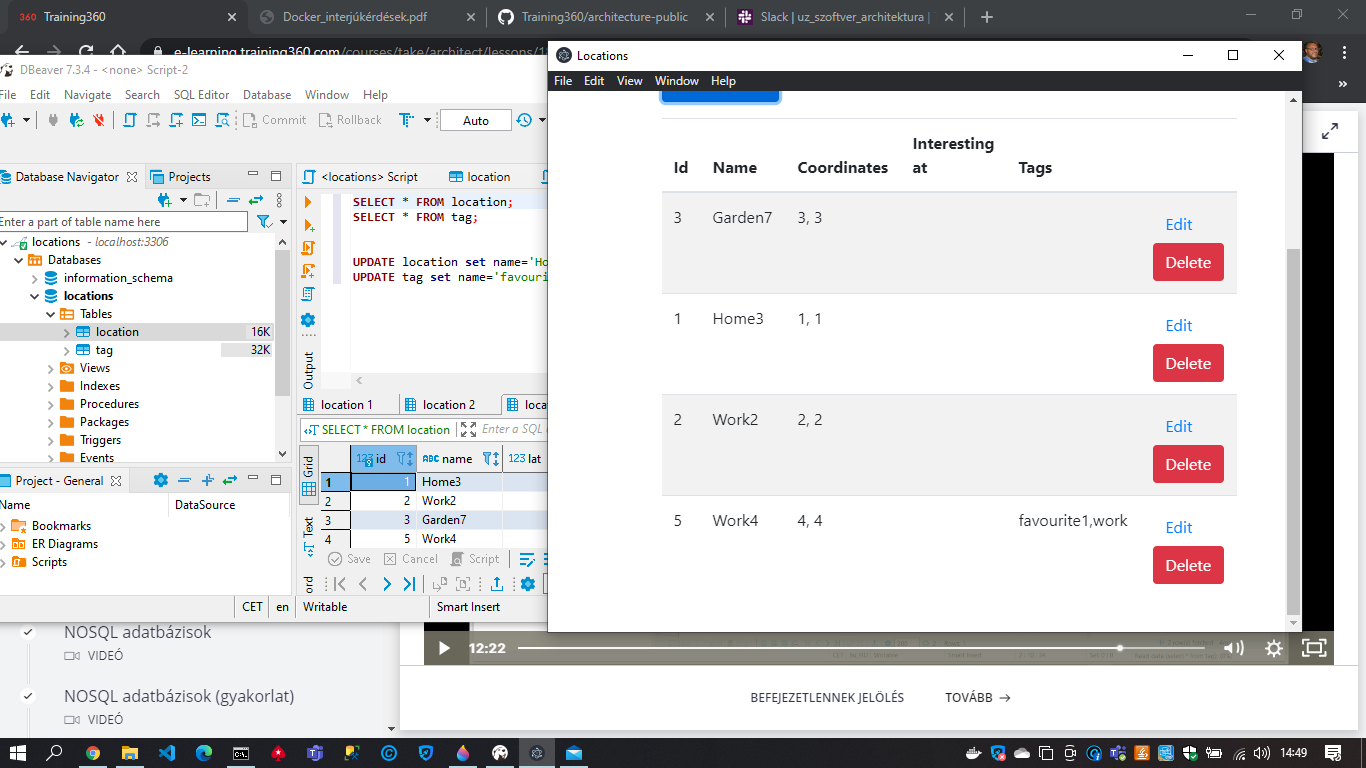 360 Training360
Docker_interjúkérdések.pdf
Training360/architecture-public
Slack | uz_szoftver_architektura |
e-learning.training360.com/courses/take/architect/lessons/1
DBeaver 7.3.4 - <none> Script-2
File Edit Navigate Search SQL Editor Database Window Help
Commit Rollback Auto
Database Navigator Projects
Enter a part of table name here
locations - localhost:3306
Databases
information_schema
locations
Tables
location 16K
tag 32K
Views
Indexes
Procedures
Packages
Triggers
Events
Project - General
Name DataSource
Bookmarks
ER Diagrams
Scripts
<locations> Script location
SELECT * FROM location;
SELECT * FROM tag;
UPDATE location set name='Ho
UPDATE tag set name='favouri
Output
location 1 location 2 loca
SELECT * FROM location Enter a SQL
Grid
Text
ord
123 id ABC name 123 lat
1 1 Home3
2 2 Work2
3 3 Garden7
4 5 Work4
Save Cancel Script
CET en Writable Smart Insert
Locations
File Edit View Window Help
Id Name Coordinates Interesting at Tags
3 Garden7 3, 3 Edit
Delete
1 Home3 1, 1 Edit
Delete
2 Work2 2, 2 Edit
Delete
5 Work4 4, 4 favourite1,work Edit
Delete
12:22
NOSQL adatbázisok
VIDEÓ
NOSQL adatbázisok (gyakorlat)
VIDEÓ
BEFEJEZETLENNEK JELÖLÉS TOVÁBB →
14:49